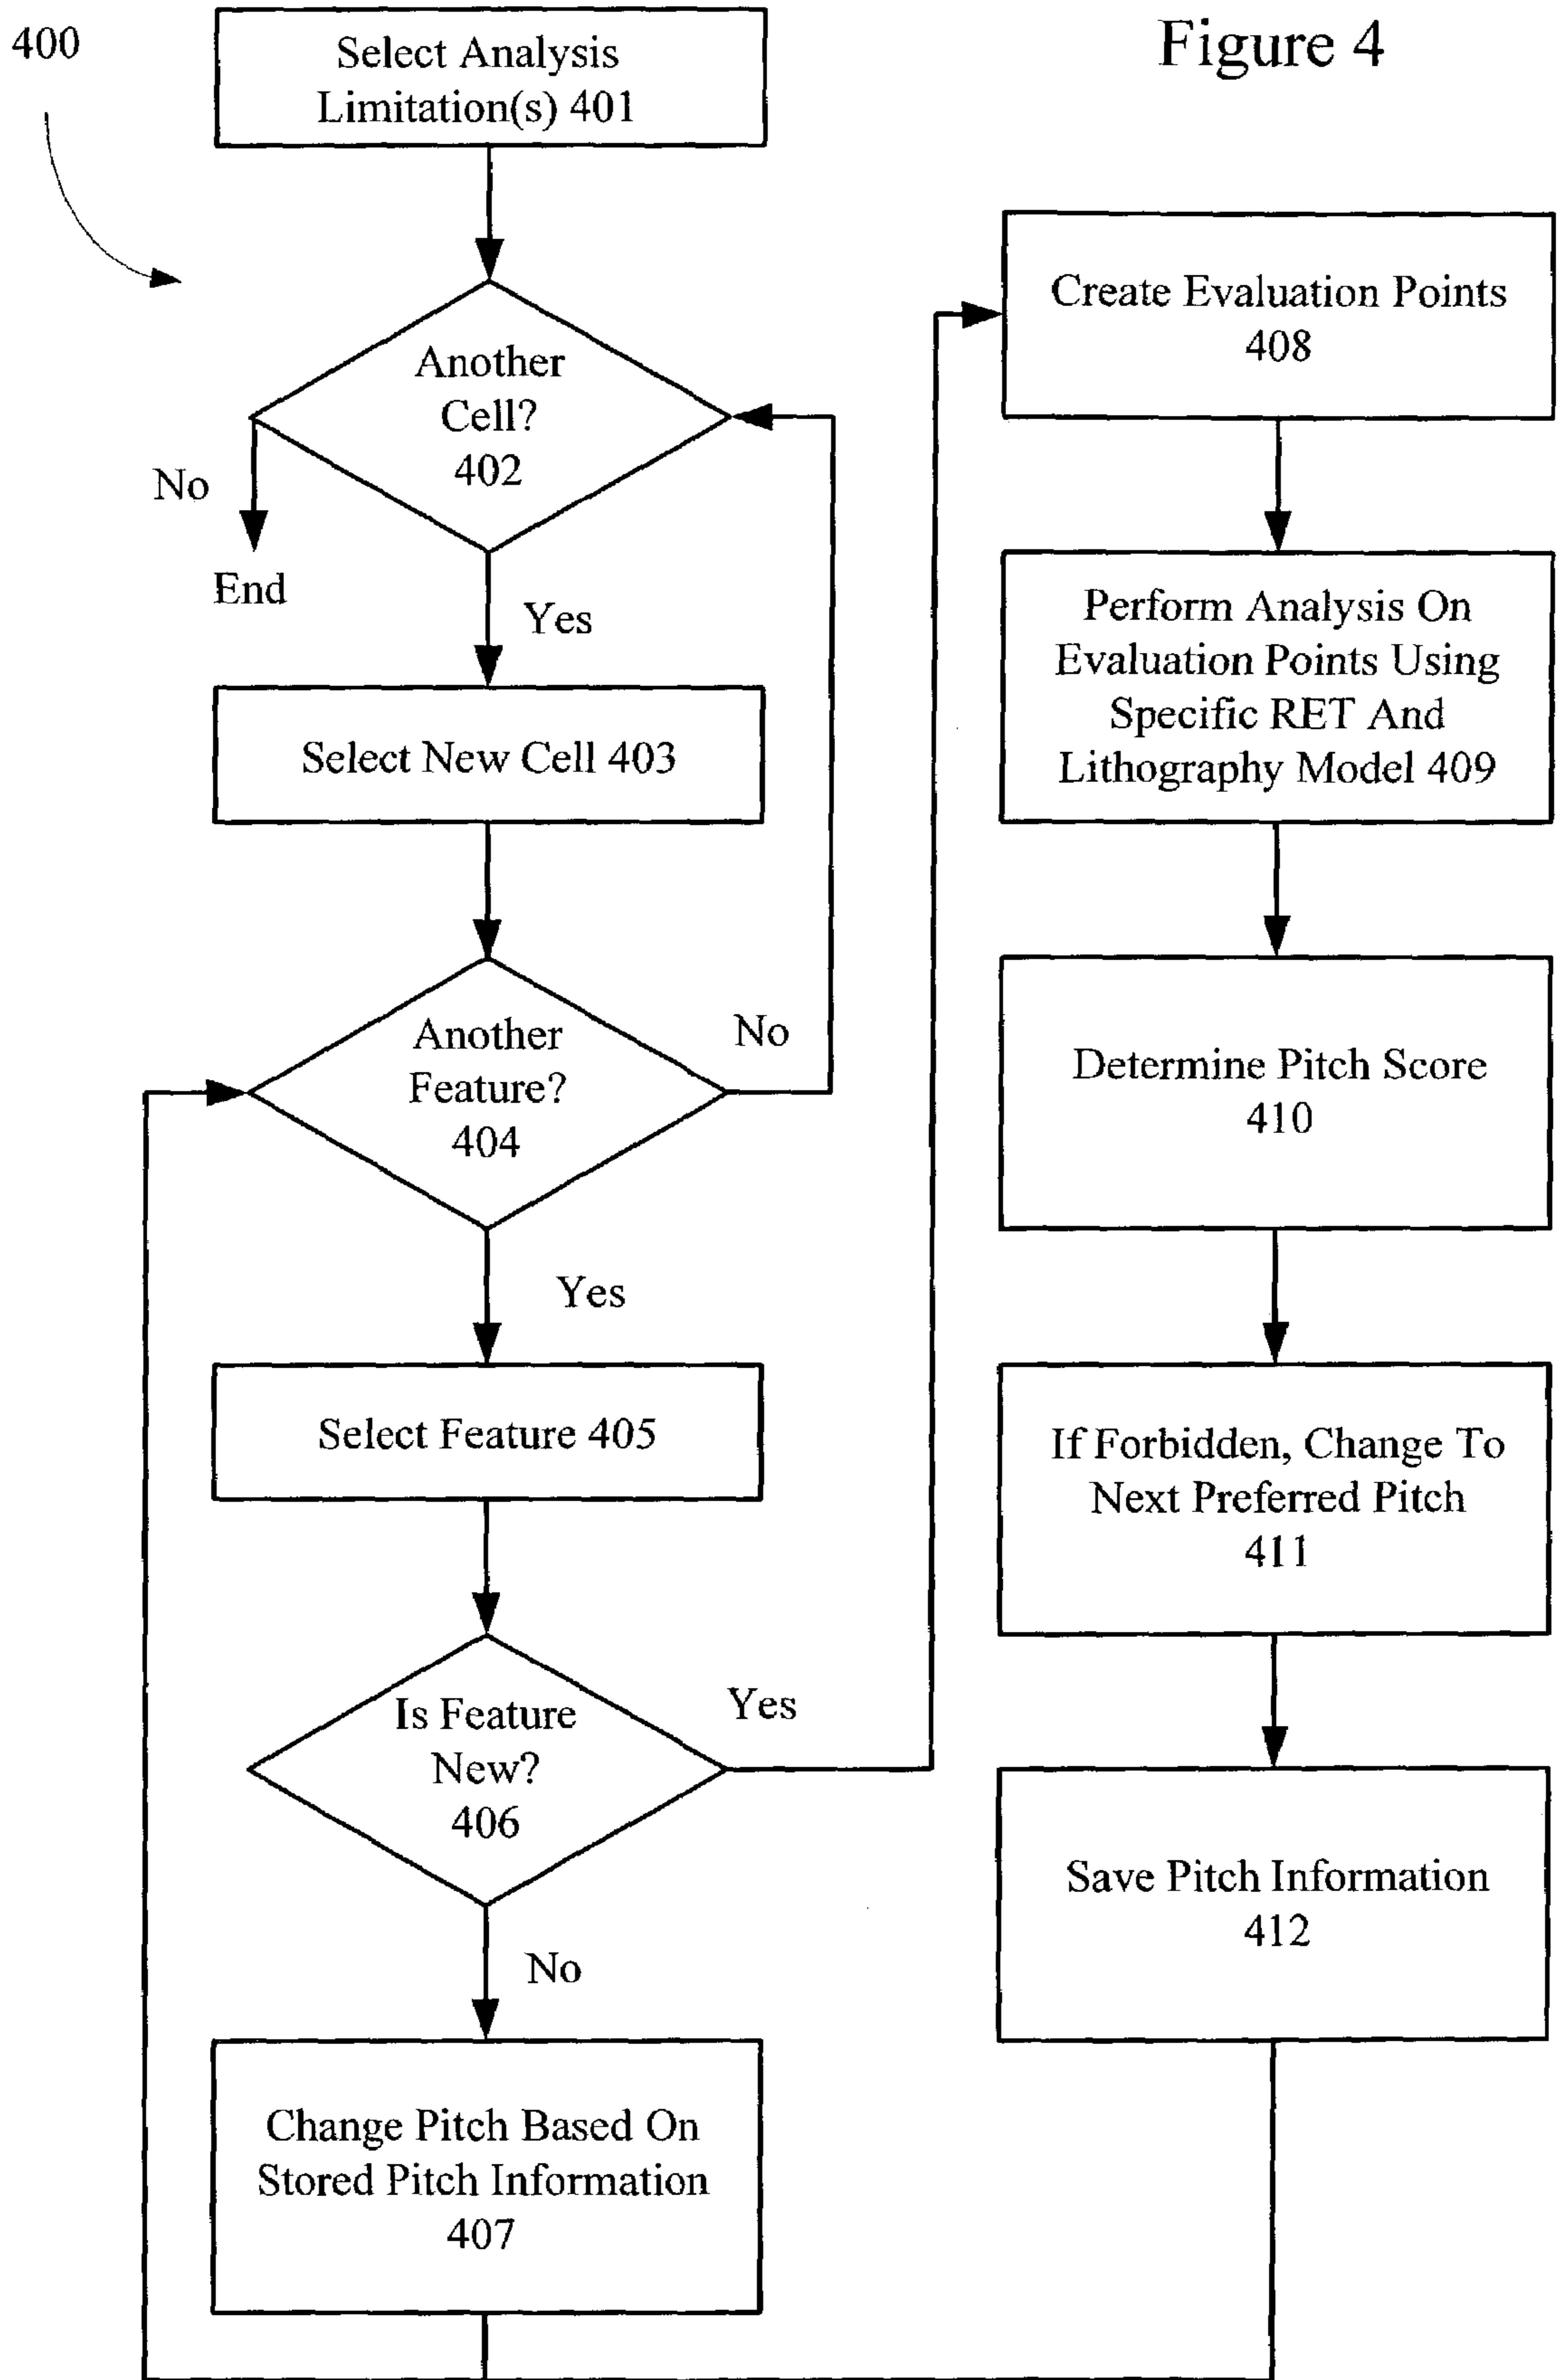 400
Figure 4
Select Analysis
Limitation(s) 401
Another
Cell?
402
No
End
Yes
Select New Cell 403
Another
Feature?
404
No
Yes
Select Feature 405
Is Feature
New?
406
Yes
No
Change Pitch Based On
Stored Pitch Information
407
Create Evaluation Points
408
Perform Analysis On
Evaluation Points Using
Specific RET And
Lithography Model 409
Determine Pitch Score
410
If Forbidden, Change To
Next Preferred Pitch
411
Save Pitch Information
412